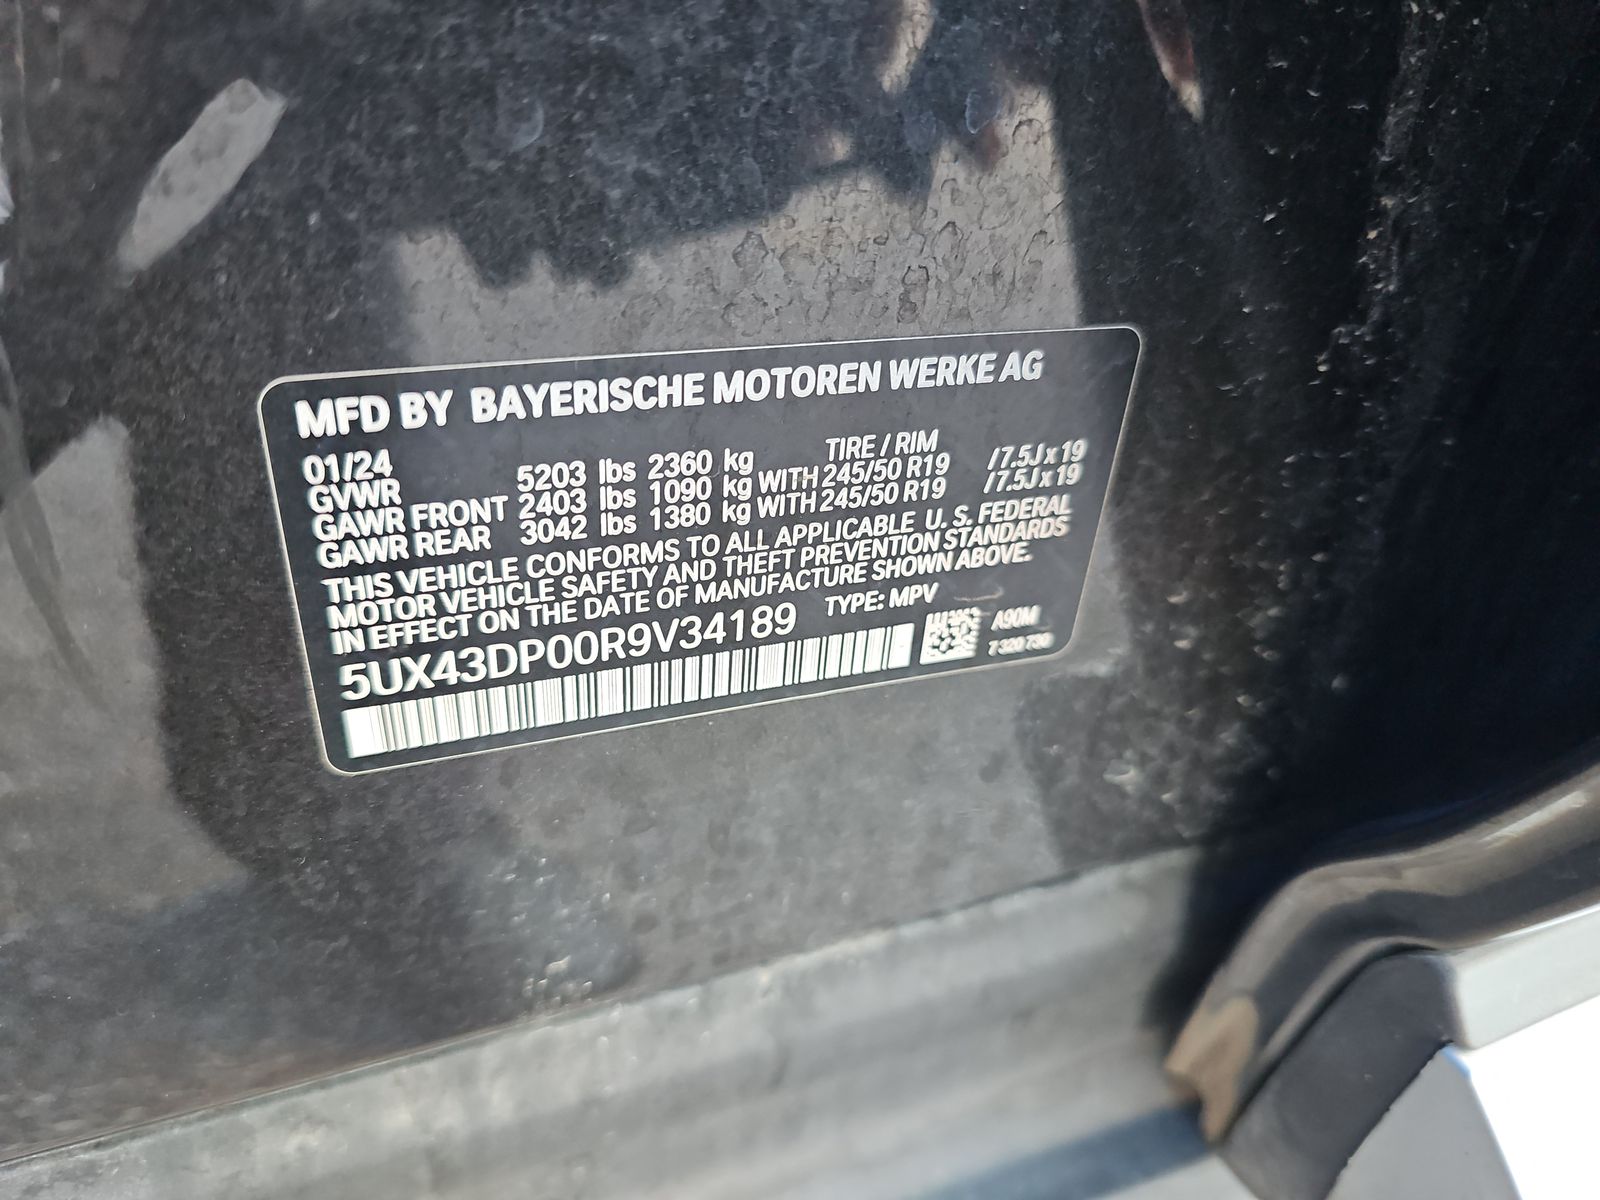 MFD BY BAYERISCHE MOTOREN WERKE AG
01/24 TIRE / RIM
GVWR 5203 lbs 2360 kg
GAWR FRONT 2403 lbs 1090 kg WITH 245/50 R19 /7.5J x 19
GAWR REAR 3042 lbs 1380 kg WITH 245/50 R19 /7.5J x 19
THIS VEHICLE CONFORMS TO ALL APPLICABLE U. S. FEDERAL
MOTOR VEHICLE SAFETY AND THEFT PREVENTION STANDARDS
IN EFFECT ON THE DATE OF MANUFACTURE SHOWN ABOVE.
5UX43DP00R9V34189 TYPE: MPV
A90M